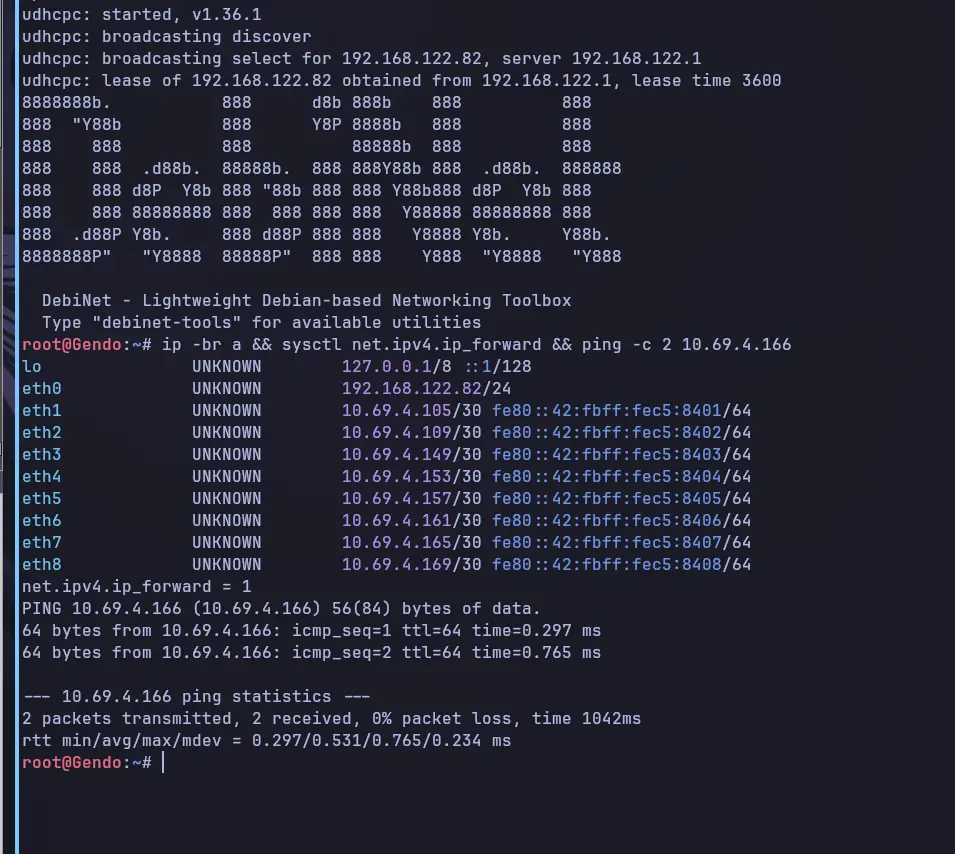 udhcpc: started, v1.36.1
udhcpc: broadcasting discover
udhcpc: broadcasting select for 192.168.122.82, server 192.168.122.1
udhcpc: lease of 192.168.122.82 obtained from 192.168.122.1, lease time 3600
8888888b.           888      d8b 888b    888          888
888  "Y88b          888      Y8P 8888b   888          888
888    888          888          88888b  888          888
888    888  .d88b.  88888b.  888 888Y88b 888  .d88b.  888888
888    888 d8P  Y8b 888 "88b 888 888 Y88b888 d8P  Y8b 888
888    888 88888888 888  888 888 888  Y88888 88888888 888
888  .d88P Y8b.     888 d88P 888 888   Y8888 Y8b.     Y88b.
8888888P"   "Y8888  88888P"  888 888    Y888  "Y8888   "Y888
DebiNet - Lightweight Debian-based Networking Toolbox
Type "debinet-tools" for available utilities
root@Gendo:~# ip -br a && sysctl net.ipv4.ip_forward && ping -c 2 10.69.4.166
lo               UNKNOWN        127.0.0.1/8 ::1/128
eth0             UNKNOWN        192.168.122.82/24
eth1             UNKNOWN        10.69.4.105/30 fe80::42:fbff:fec5:8401/64
eth2             UNKNOWN        10.69.4.109/30 fe80::42:fbff:fec5:8402/64
eth3             UNKNOWN        10.69.4.149/30 fe80::42:fbff:fec5:8403/64
eth4             UNKNOWN        10.69.4.153/30 fe80::42:fbff:fec5:8404/64
eth5             UNKNOWN        10.69.4.157/30 fe80::42:fbff:fec5:8405/64
eth6             UNKNOWN        10.69.4.161/30 fe80::42:fbff:fec5:8406/64
eth7             UNKNOWN        10.69.4.165/30 fe80::42:fbff:fec5:8407/64
eth8             UNKNOWN        10.69.4.169/30 fe80::42:fbff:fec5:8408/64
net.ipv4.ip_forward = 1
PING 10.69.4.166 (10.69.4.166) 56(84) bytes of data.
64 bytes from 10.69.4.166: icmp_seq=1 ttl=64 time=0.297 ms
64 bytes from 10.69.4.166: icmp_seq=2 ttl=64 time=0.765 ms
--- 10.69.4.166 ping statistics ---
2 packets transmitted, 2 received, 0% packet loss, time 1042ms
rtt min/avg/max/mdev = 0.297/0.531/0.765/0.234 ms
root@Gendo:~#